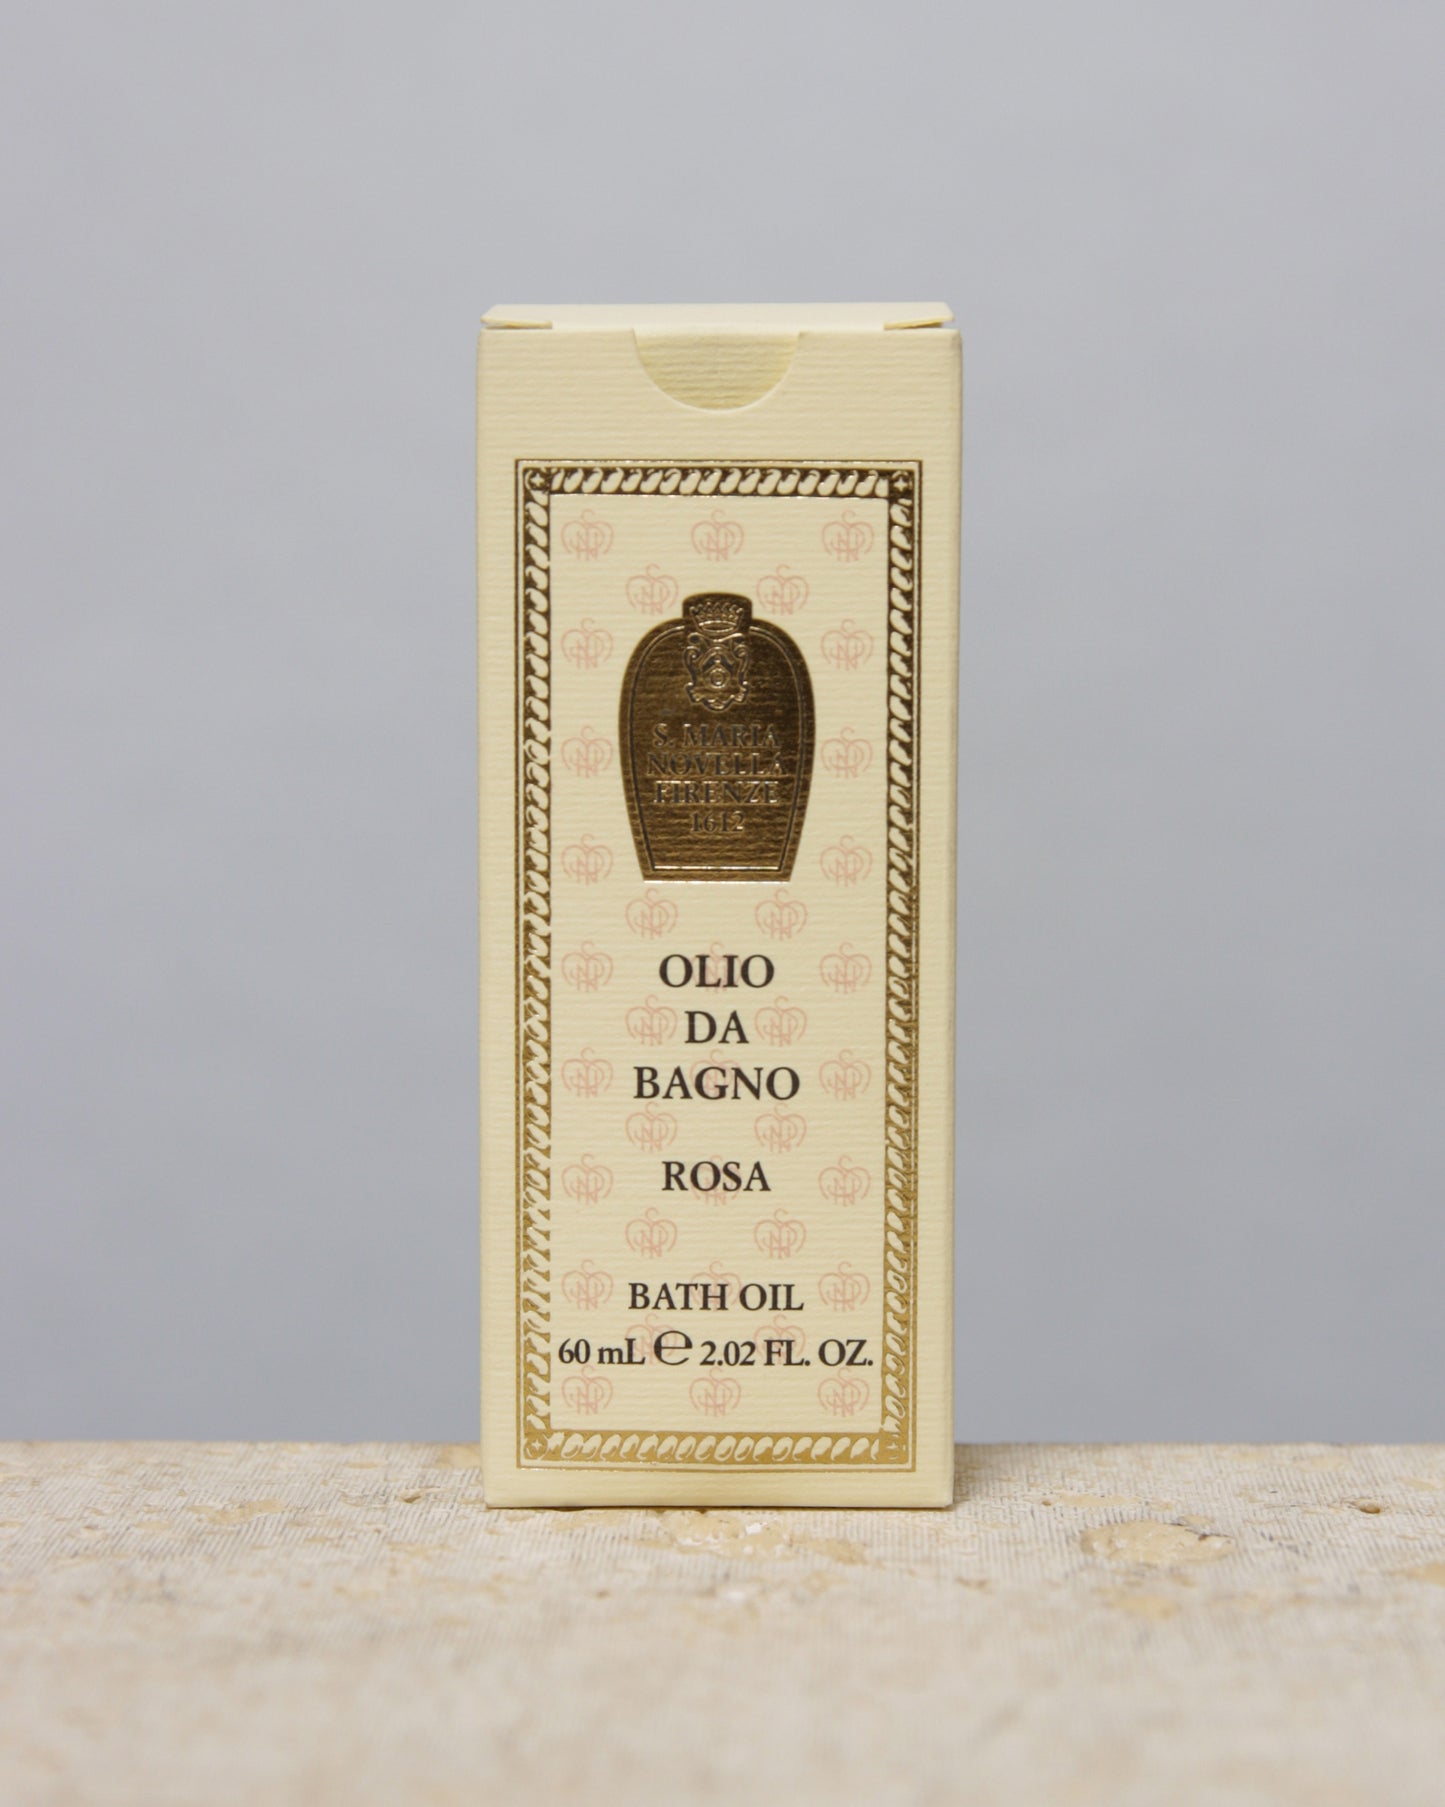 S. MARIA
NOVELLA
FIRENZE
1612
OLIO
DA
BAGNO
ROSA
BATH OIL
60 mL ℮ 2.02 FL. OZ.